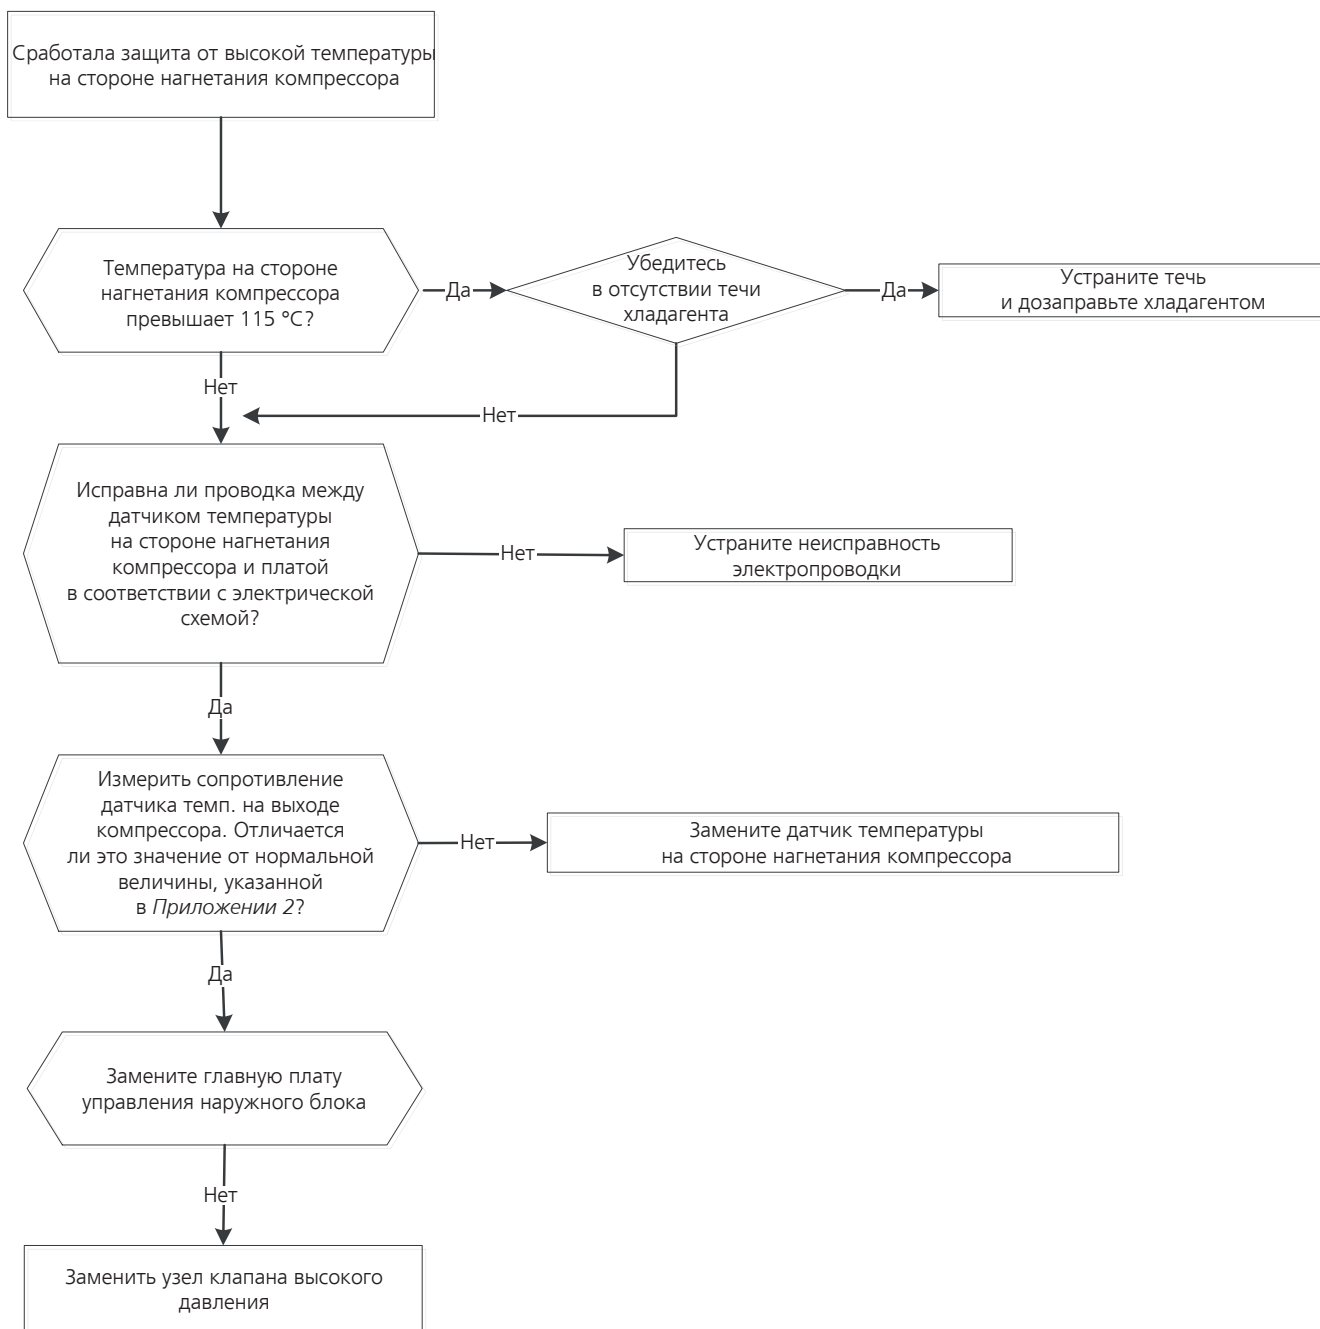 Сработала защита от высокой температуры
на стороне нагнетания компрессора
Температура на стороне
нагнетания компрессора
превышает 115 °C?
Да
Убедитесь
в отсутствии течи
хладагента
Да
Устраните течь
и дозаправьте хладагентом
Нет
Нет
Исправна ли проводка между
датчиком температуры
на стороне нагнетания
компрессора и платой
в соответствии с электрической
схемой?
Нет
Устраните неисправность
электропроводки
Да
Измерить сопротивление
датчика темп. на выходе
компрессора. Отличается
ли это значение от нормальной
величины, указанной
в Приложении 2?
Нет
Замените датчик температуры
на стороне нагнетания компрессора
Да
Замените главную плату
управления наружного блока
Нет
Заменить узел клапана высокого
давления